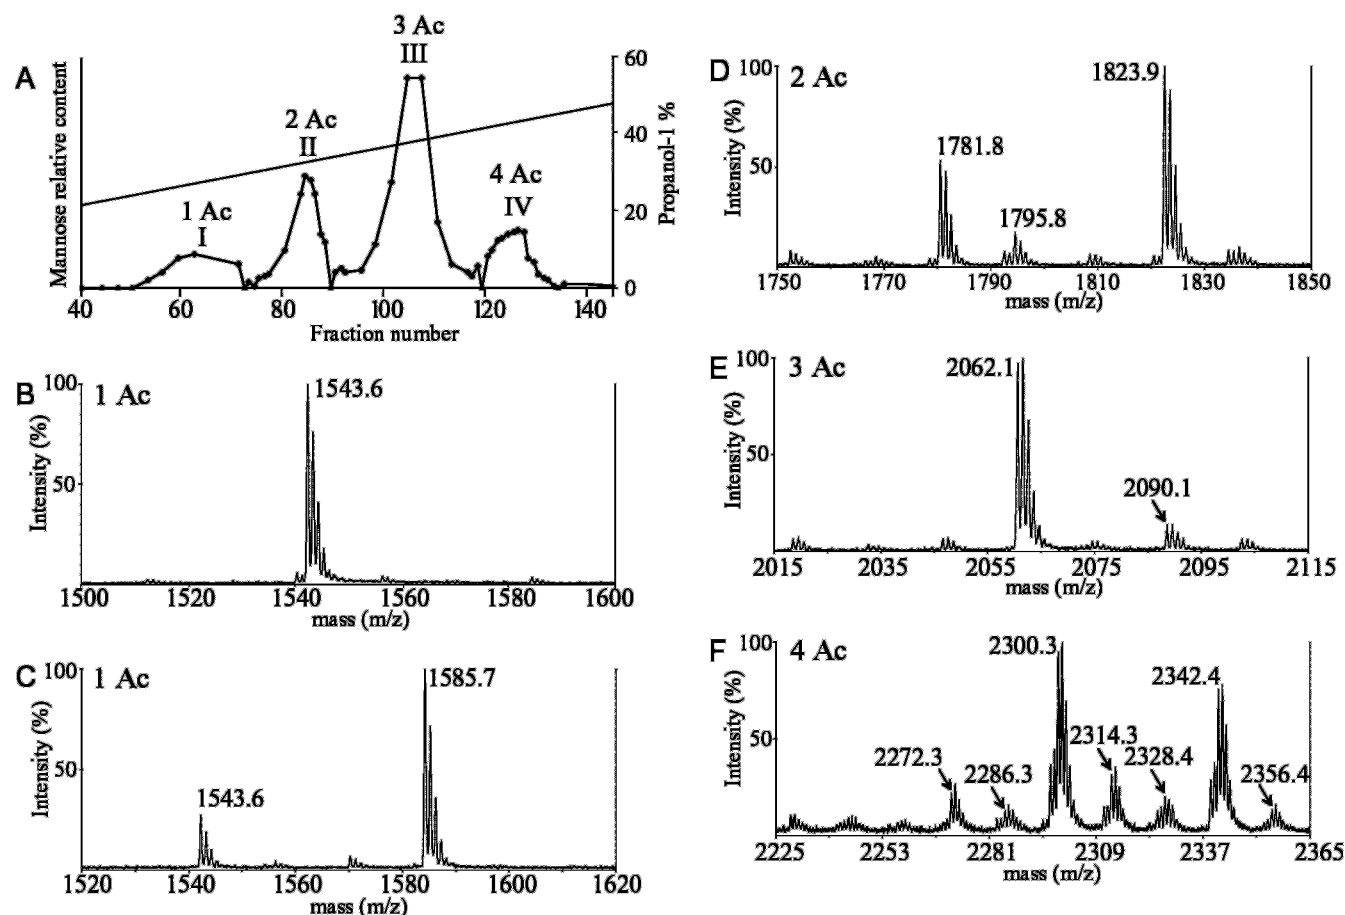 A
Mannose relative content
3 Ac
III
2 Ac
II
1 Ac
I
4 Ac
IV
60
40
20
0
Propanol-1 %
40 60 80 100 120 140
Fraction number
B
1 Ac
1543.6
100
50
Intensity (%)
1500 1520 1540 1560 1580 1600
mass (m/z)
C
1 Ac
1585.7
1543.6
100
50
Intensity (%)
1520 1540 1560 1580 1600 1620
mass (m/z)
D
2 Ac
1823.9
1781.8
1795.8
100
50
Intensity (%)
1750 1770 1790 1810 1830 1850
mass (m/z)
E
3 Ac
2062.1
2090.1
100
50
Intensity (%)
2015 2035 2055 2075 2095 2115
mass (m/z)
F
4 Ac
2300.3
2342.4
2314.3
2272.3
2328.4
2286.3
2356.4
100
50
Intensity (%)
2225 2253 2281 2309 2337 2365
mass (m/z)